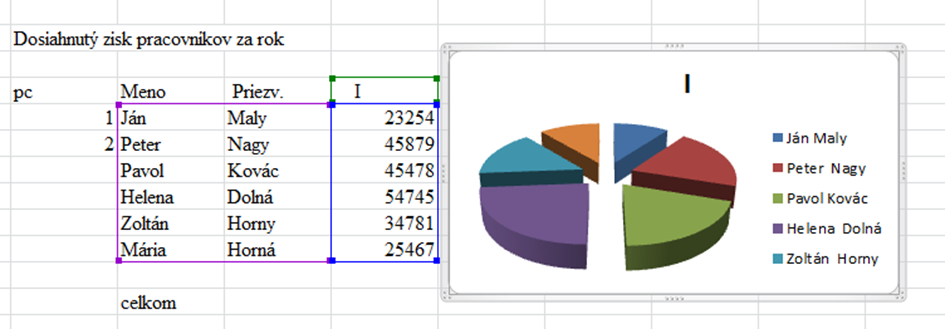 Dosiahnutý zisk pracovnikov za rok
pc Meno Priezv. I
1 Ján Maly 23254
2 Peter Nagy 45879
Pavol Kovác 45478
Helena Dolná 54745
Zoltán Horny 34781
Mária Horná 25467
celkom
I
Ján Maly
Peter Nagy
Pavol Kovác
Helena Dolná
Zoltán Horny